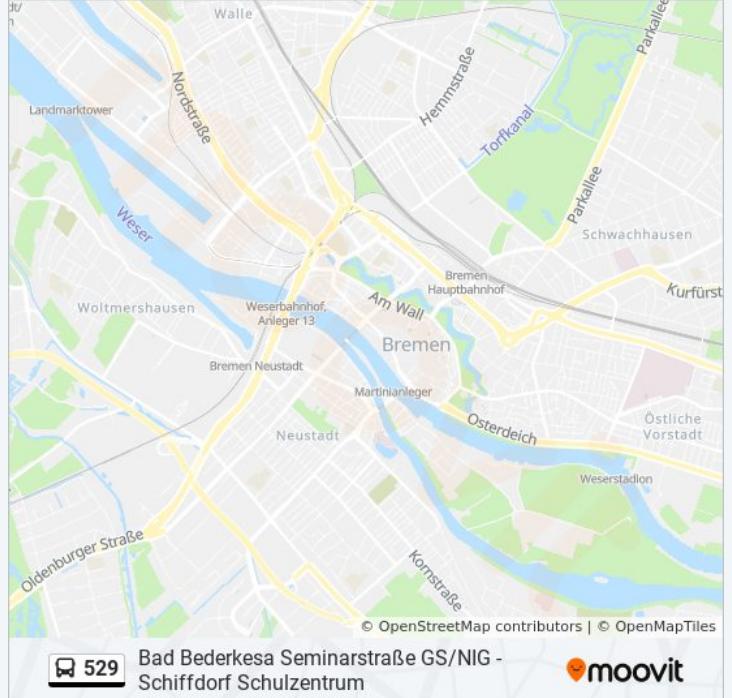 Walle
Parkallee
Hemmstraße
Nordstraße
Landmarktower
Torfkanal
Parkallee
Weser
Schwachhausen
Bremen
Hauptbahnhof
Kurfürst
Woltmershausen
Weserbahnhof,
Anleger 13
Am Wall
Bremen
Bremen Neustadt
Martinianleger
Osterdeich
Östliche
Vorstadt
Neustadt
Weserstadion
Oldenburger Straße
Kornstraße
© OpenStreetMap contributors | © OpenMapTiles
529
Bad Bederkesa Seminarstraße GS/NIG -
Schiffdorf Schulzentrum
moovit